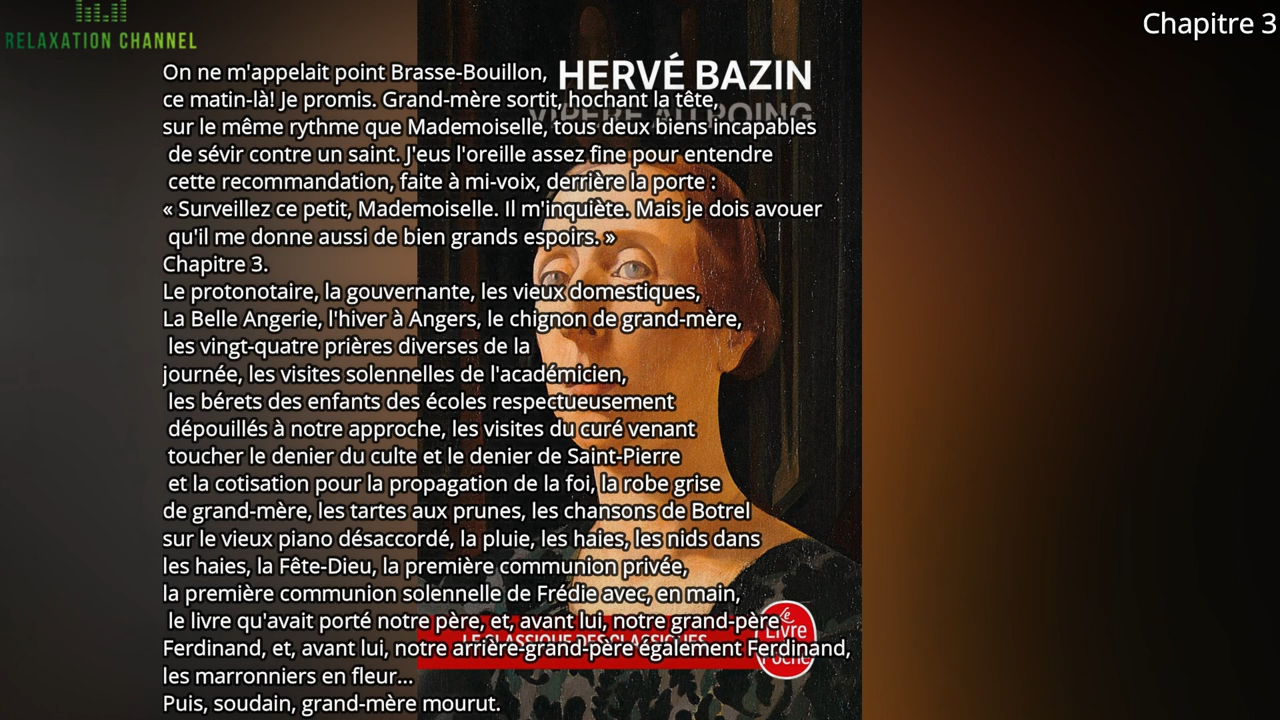 RELAXATION CHANNEL
Chapitre 3
HERVÉ BAZIN
VIPÈRE AU POING
On ne m'appelait point Brasse-Bouillon,
ce matin-là! Je promis. Grand-mère sortit, hochant la tête,
sur le même rythme que Mademoiselle, tous deux biens incapables
de sévir contre un saint. J'eus l'oreille assez fine pour entendre
cette recommandation, faite à mi-voix, derrière la porte :
« Surveillez ce petit, Mademoiselle. Il m'inquiète. Mais je dois avouer
qu'il me donne aussi de bien grands espoirs. »
Chapitre 3.
Le protonotaire, la gouvernante, les vieux domestiques,
La Belle Angerie, l'hiver à Angers, le chignon de grand-mère,
les vingt-quatre prières diverses de la
journée, les visites solennelles de l'académicien,
les bérets des enfants des écoles respectueusement
dépouillés à notre approche, les visites du curé venant
toucher le denier du culte et le denier de Saint-Pierre
et la cotisation pour la propagation de la foi, la robe grise
de grand-mère, les tartes aux prunes, les chansons de Botrel
sur le vieux piano désaccordé, la pluie, les haies, les nids dans
les haies, la Fête-Dieu, la première communion privée,
la première communion solennelle de Frédie avec, en main,
le livre qu'avait porté notre père, et, avant lui, notre grand-père
Ferdinand, et, avant lui, notre arrière-grand-père également Ferdinand,
les marronniers en fleur...
Puis, soudain, grand-mère mourut.
LE CLASSIQUE DES CLASSIQUES
Le
Livre
Poche